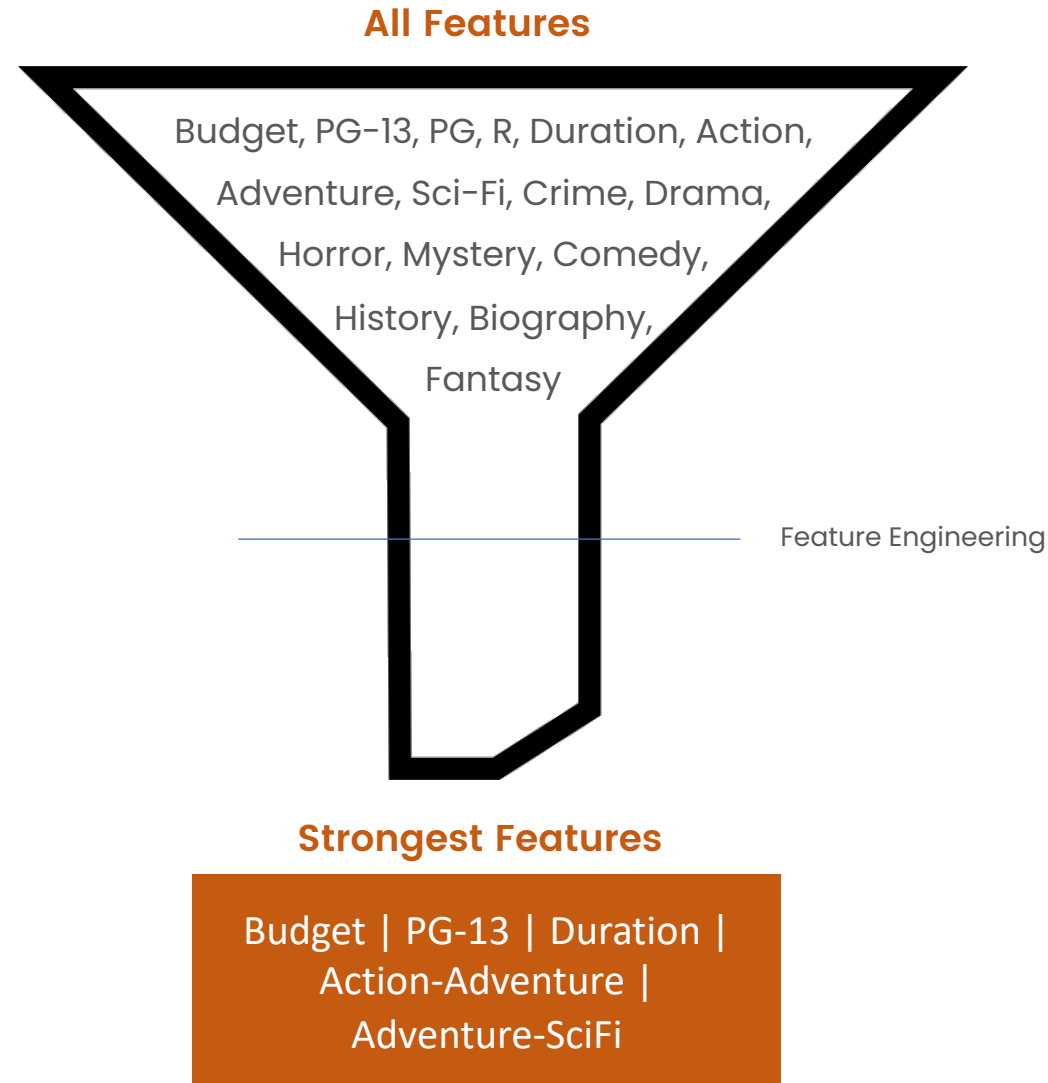 All Features
Budget, PG-13, PG, R, Duration, Action,
Adventure, Sci-Fi, Crime, Drama,
Horror, Mystery, Comedy,
History, Biography,
Fantasy
Feature Engineering
Strongest Features
Budget | PG-13 | Duration |
Action-Adventure |
Adventure-SciFi